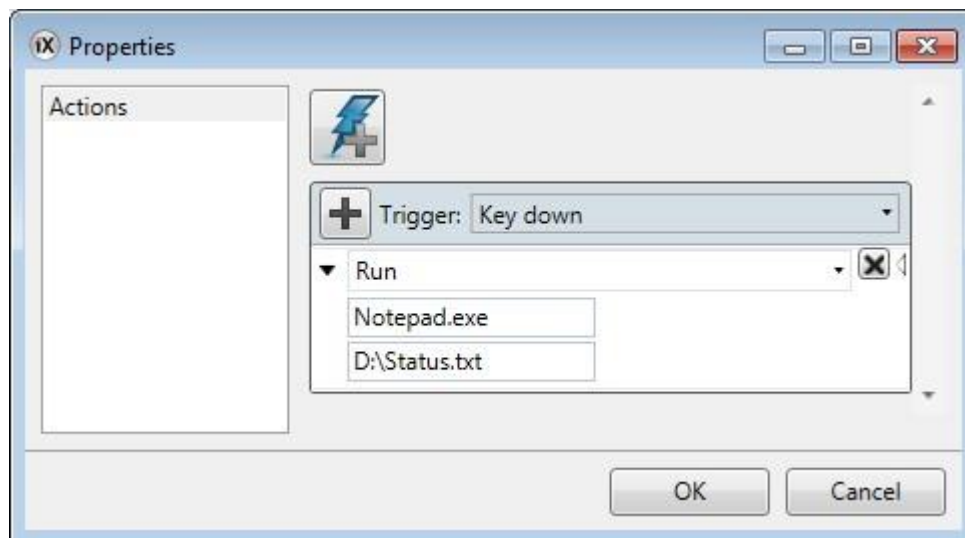 iX Properties
Actions
Trigger: Key down
Run
Notepad.exe
D:\Status.txt
OK Cancel